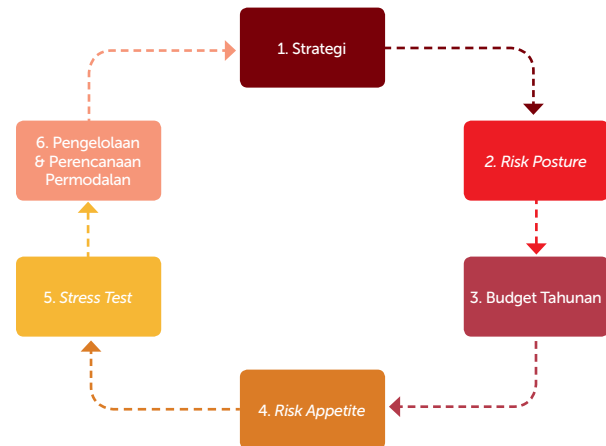 1. Strategi
2. Risk Posture
3. Budget Tahunan
4. Risk Appetite
5. Stress Test
6. Pengelolaan
& Perencanaan
Permodalan